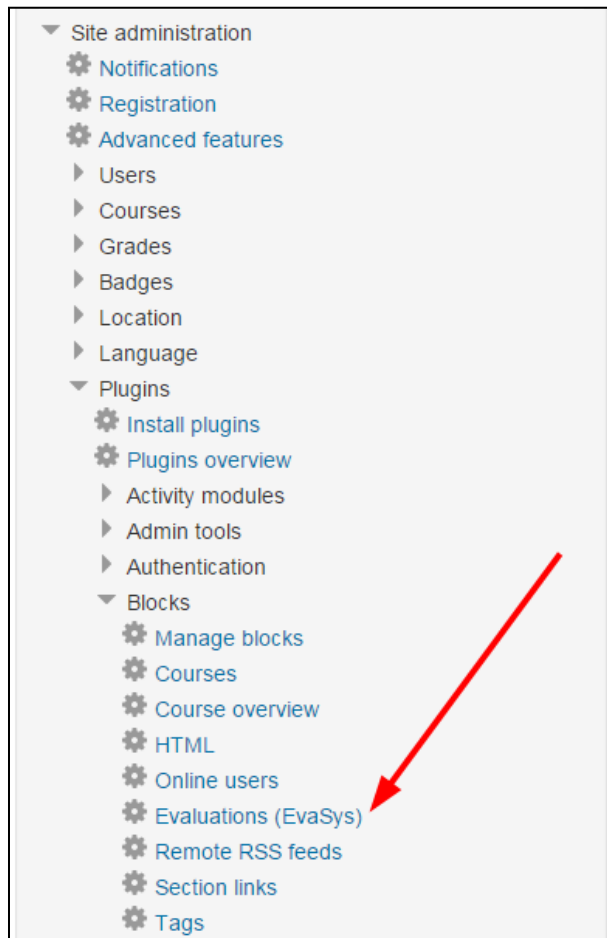 Site administration
Notifications
Registration
Advanced features
Users
Courses
Grades
Badges
Location
Language
Plugins
Install plugins
Plugins overview
Activity modules
Admin tools
Authentication
Blocks
Manage blocks
Courses
Course overview
HTML
Online users
Evaluations (EvaSys)
Remote RSS feeds
Section links
Tags